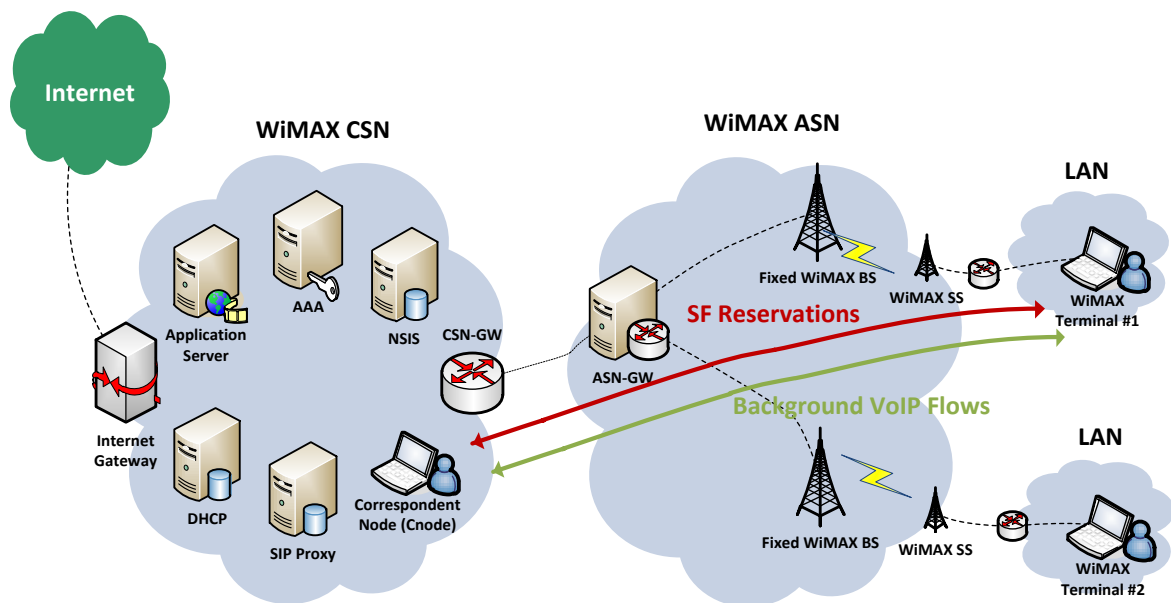 Internet
WiMAX CSN
WiMAX ASN
LAN
AAA
Application
Server
NSIS
CSN-GW
Fixed WiMAX BS
WiMAX SS
WiMAX
Terminal #1
SF Reservations
ASN-GW
Background VoIP Flows
Internet
Gateway
DHCP
SIP Proxy
Correspondent
Node (Cnode)
LAN
Fixed WiMAX BS
WiMAX SS
WiMAX
Terminal #2